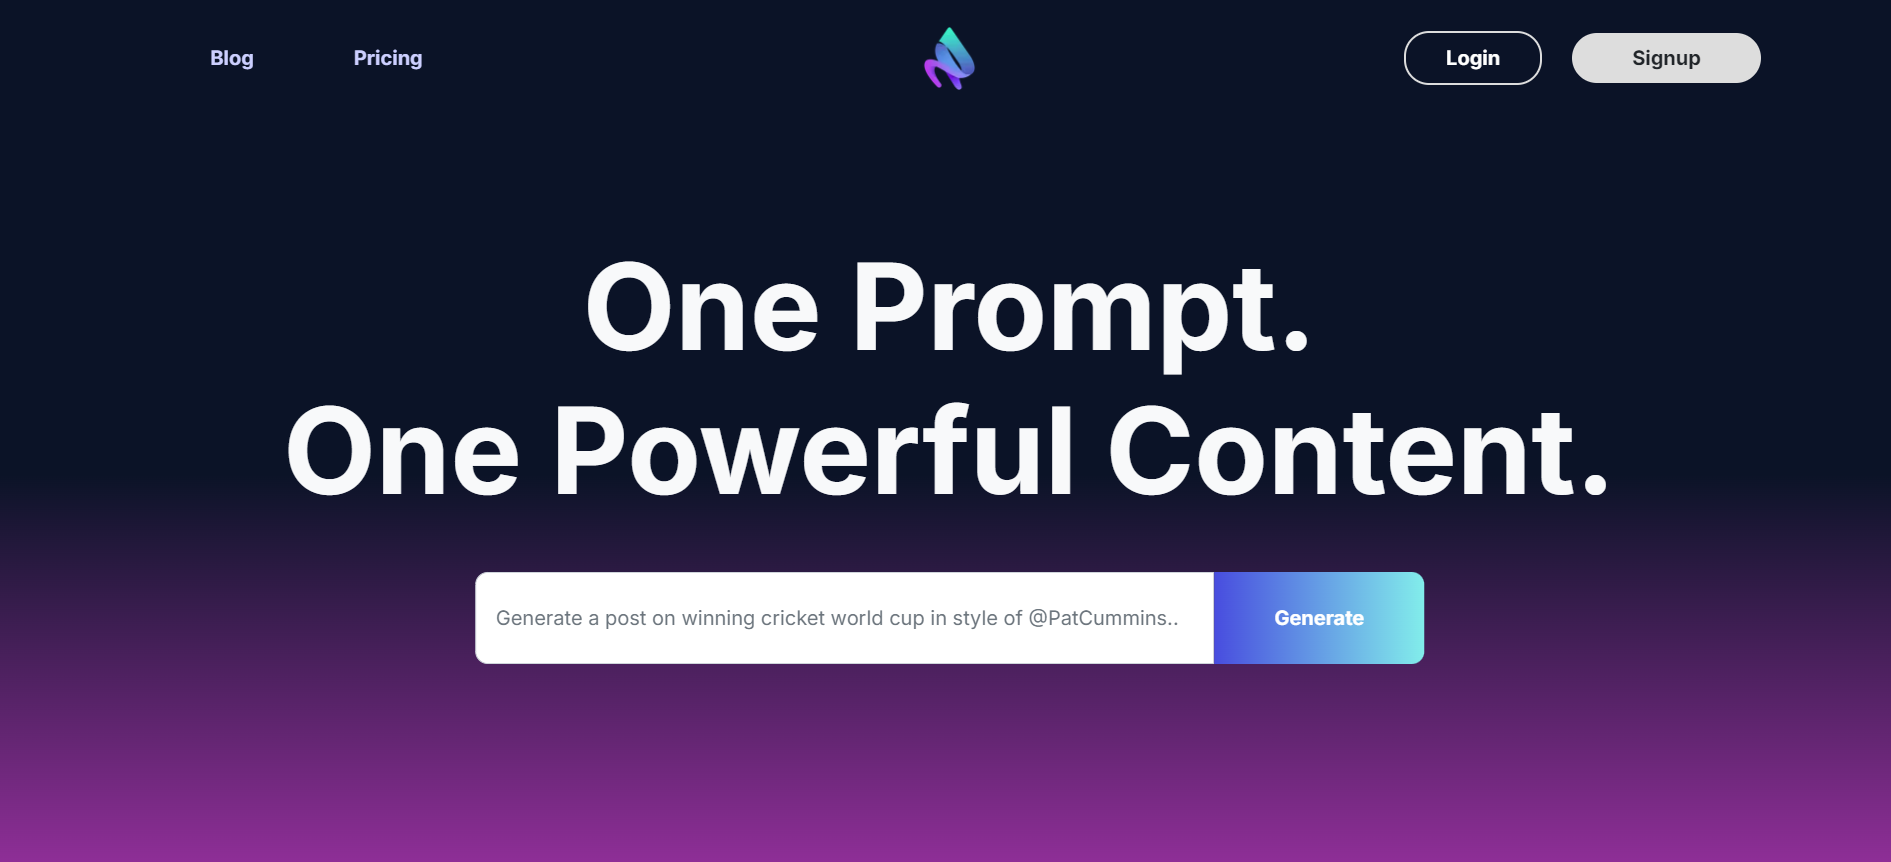 Blog
Pricing
Login
Signup
One Prompt.
One Powerful Content.
Generate a post on winning cricket world cup in style of @PatCummins..
Generate